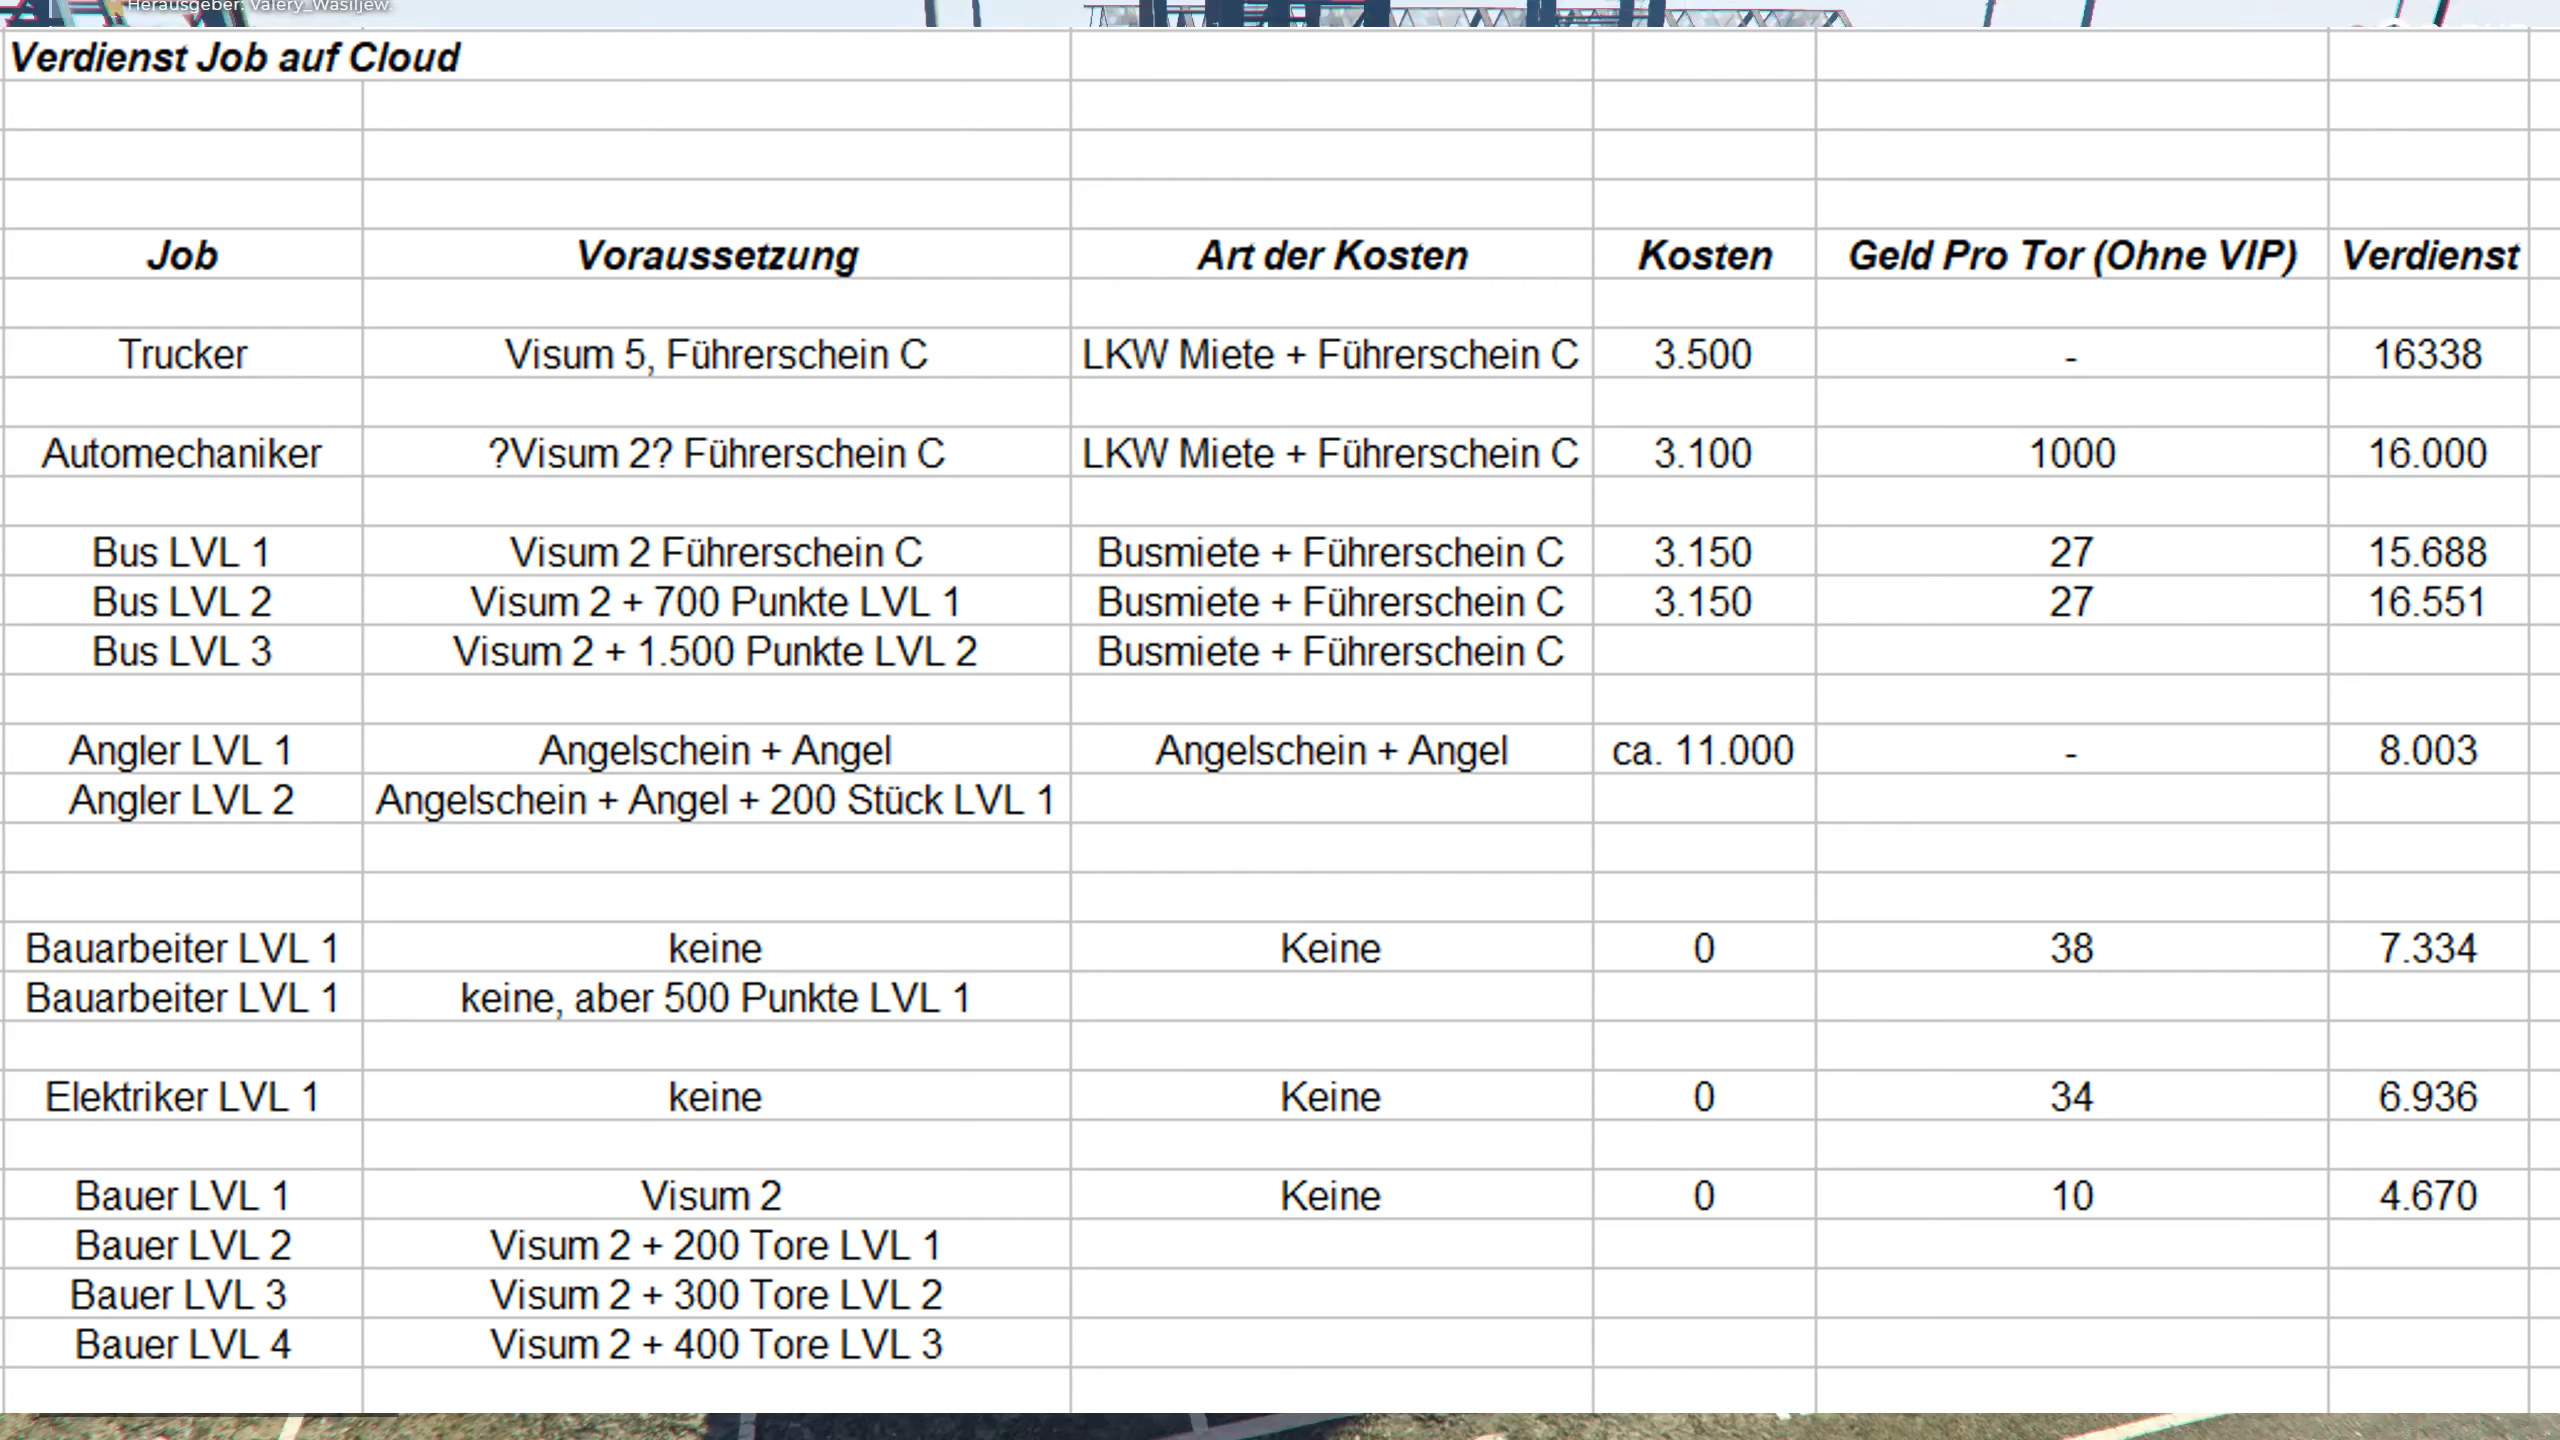 Herausgeber: Valery_Wasiljew.
Verdienst Job auf Cloud
Job Voraussetzung Art der Kosten Kosten Geld Pro Tor (Ohne VIP) Verdienst
Trucker Visum 5, Führerschein C LKW Miete + Führerschein C 3.500 - 16338
Automechaniker ?Visum 2? Führerschein C LKW Miete + Führerschein C 3.100 1000 16.000
Bus LVL 1 Visum 2 Führerschein C Busmiete + Führerschein C 3.150 27 15.688
Bus LVL 2 Visum 2 + 700 Punkte LVL 1 Busmiete + Führerschein C 3.150 27 16.551
Bus LVL 3 Visum 2 + 1.500 Punkte LVL 2 Busmiete + Führerschein C
Angler LVL 1 Angelschein + Angel Angelschein + Angel ca. 11.000 - 8.003
Angler LVL 2 Angelschein + Angel + 200 Stück LVL 1
Bauarbeiter LVL 1 keine Keine 0 38 7.334
Bauarbeiter LVL 1 keine, aber 500 Punkte LVL 1
Elektriker LVL 1 keine Keine 0 34 6.936
Bauer LVL 1 Visum 2 Keine 0 10 4.670
Bauer LVL 2 Visum 2 + 200 Tore LVL 1
Bauer LVL 3 Visum 2 + 300 Tore LVL 2
Bauer LVL 4 Visum 2 + 400 Tore LVL 3